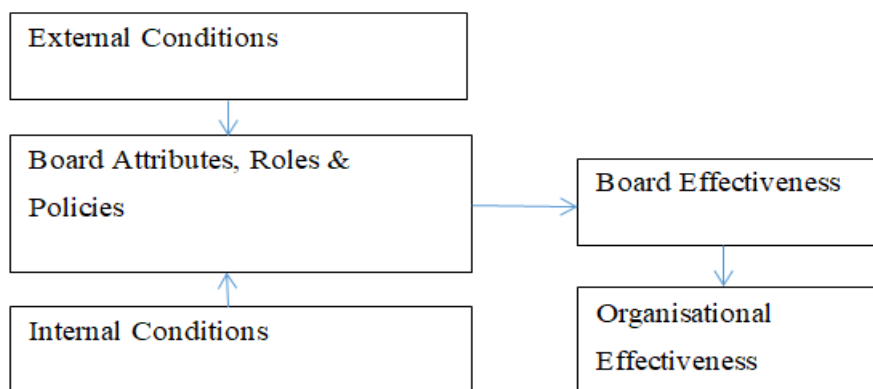 External Conditions
Board Attributes, Roles &
Policies
Internal Conditions
Board Effectiveness
Organisational
Effectiveness